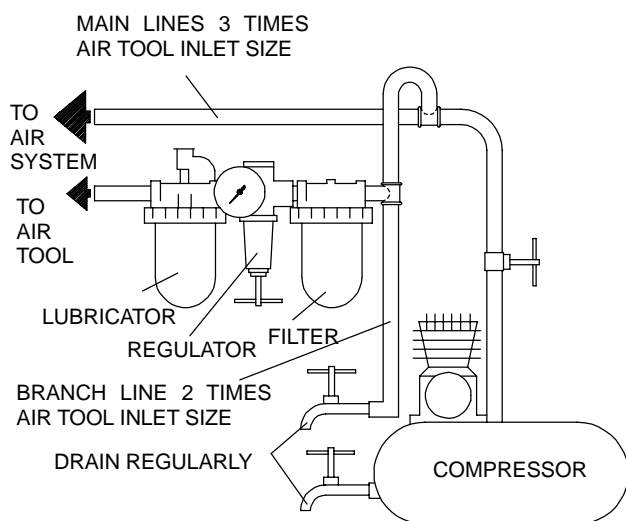 MAIN LINES 3 TIMES
AIR TOOL INLET SIZE
TO
AIR
SYSTEM
TO
AIR
TOOL
LUBRICATOR
REGULATOR
FILTER
BRANCH LINE 2 TIMES
AIR TOOL INLET SIZE
DRAIN REGULARLY
COMPRESSOR